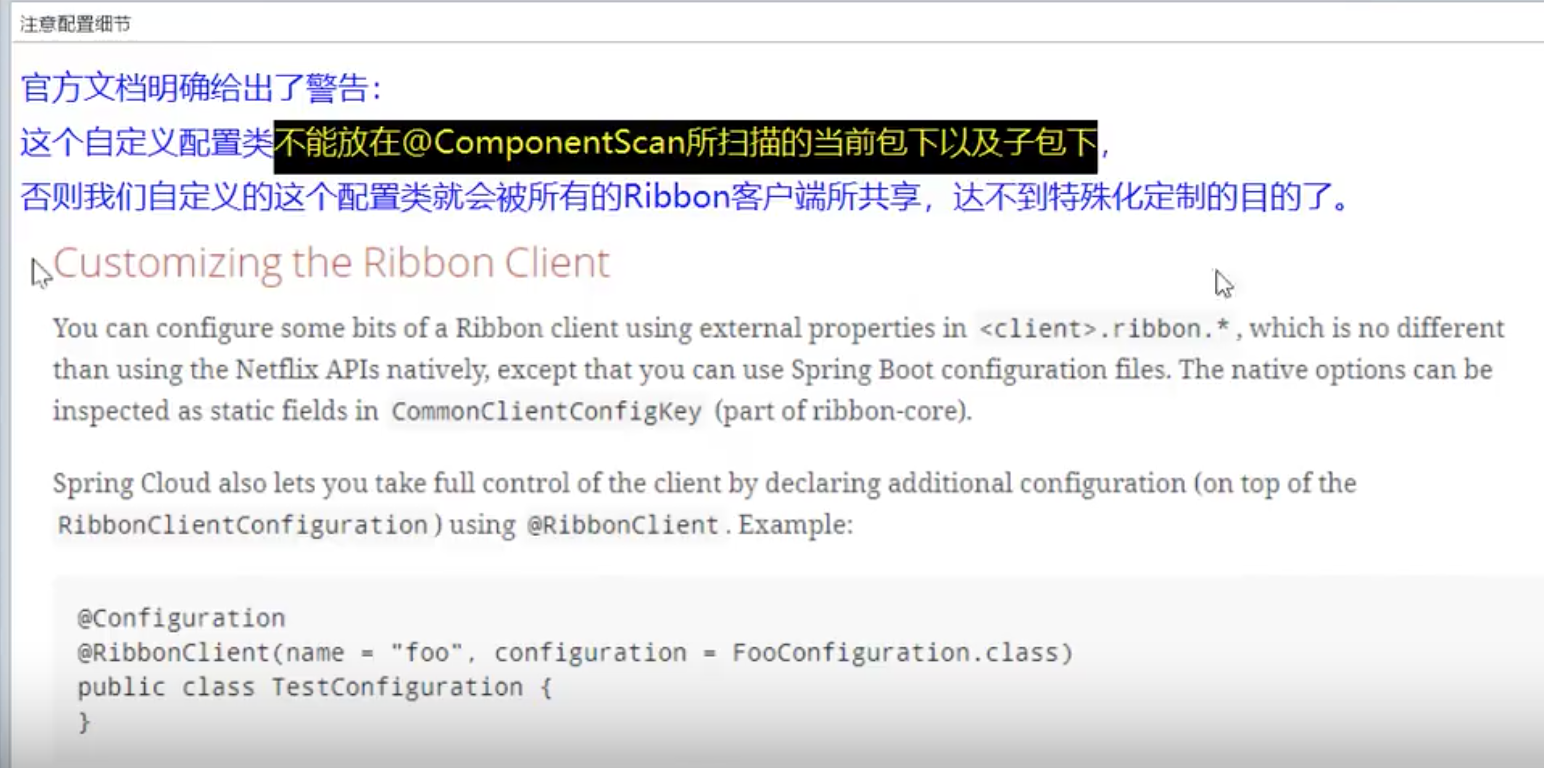 注意配置细节
官方文档明确给出了警告：
这个自定义配置类不能放在@ComponentScan所扫描的当前包下以及子包下，
否则我们自定义的这个配置类就会被所有的Ribbon客户端所共享，达不到特殊化定制的目的了。
Customizing the Ribbon Client
You can configure some bits of a Ribbon client using external properties in <client>.ribbon.*, which is no different
than using the Netflix APIs natively, except that you can use Spring Boot configuration files. The native options can be
inspected as static fields in CommonClientConfigKey (part of ribbon-core).
Spring Cloud also lets you take full control of the client by declaring additional configuration (on top of the
RibbonClientConfiguration) using @RibbonClient. Example:
@Configuration
@RibbonClient(name = "foo", configuration = FooConfiguration.class)
public class TestConfiguration {
}